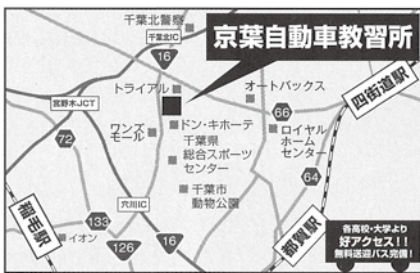 千葉北警察
千葉北IC
16
京葉自動車教習所
トライアル
宮野木JCT
オートバックス
四街道駅
66
ドン・キホーテ
ワンズ
モール
千葉県
総合スポーツ
センター
ロイヤル
ホーム
センター
72
64
千葉市
動物公園
穴川IC
稲毛駅
133
イオン
126
16
都賀駅
各高校・大学より
好アクセス!!
無料送迎バス完備!